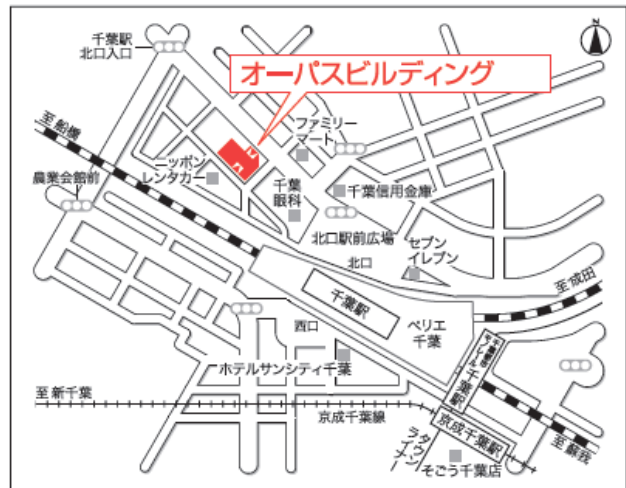 千葉駅
北口入口
N
オーパスビルディング
至船橋
ファミリー
マート
ニッポン
レンタカー
農業会館前
千葉
眼科
千葉信用金庫
北口駅前広場
北口
セブン
イレブン
至成田
千葉駅
ペリエ
千葉
西口
千葉都市
モノレール
千葉駅
ホテルサンシティ千葉
至新千葉
京成千葉線
京成千葉駅
至蘇我
タウン
ライナー
そごう千葉店